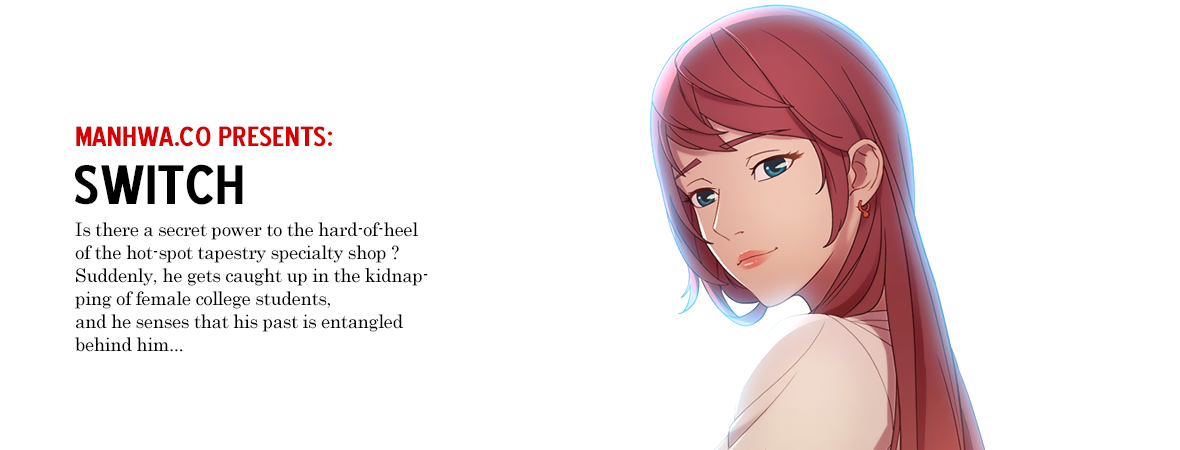 MANHWA.CO PRESENTS:
SWITCH
Is there a secret power to the hard-of-heel
of the hot-spot tapestry specialty shop ?
Suddenly, he gets caught up in the kidnap-
ping of female college students,
and he senses that his past is entangled
behind him...